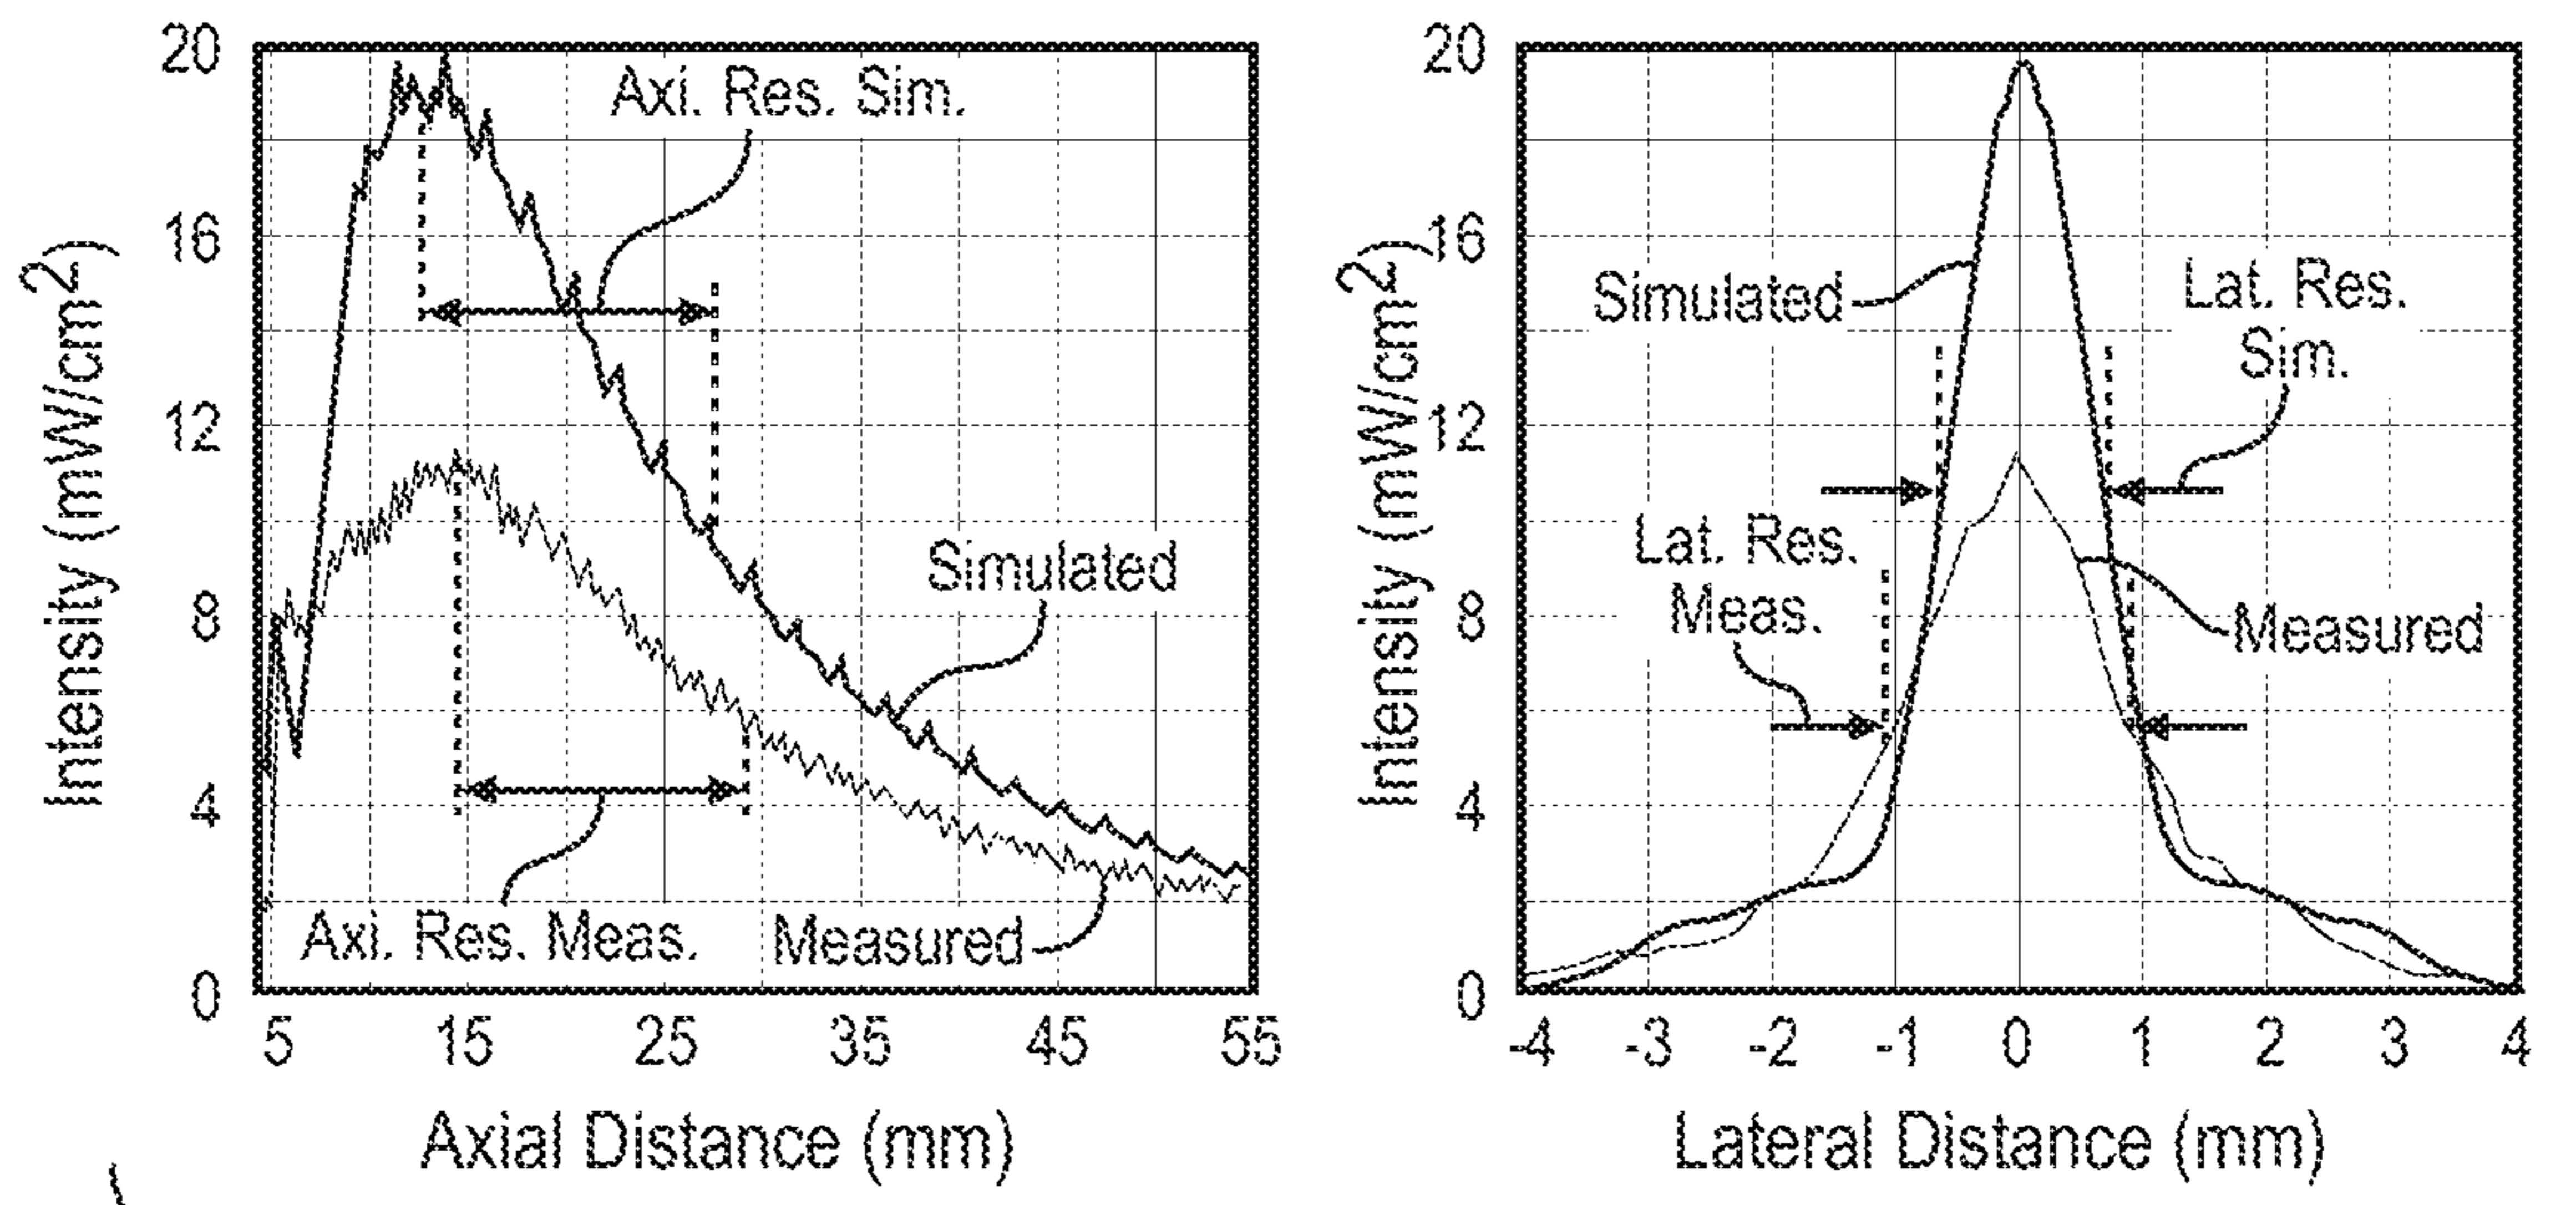 20
16
12
8
4
0
Intensity (mW/cm²)
Axi. Res. Sim.
Simulated
Axi. Res. Meas.
Measured
5 15 25 35 45 55
Axial Distance (mm)
20
16
12
8
4
0
Intensity (mW/cm²)
Simulated
Lat. Res.
Sim.
Lat. Res.
Meas.
Measured
-4 -3 -2 -1 0 1 2 3 4
Lateral Distance (mm)